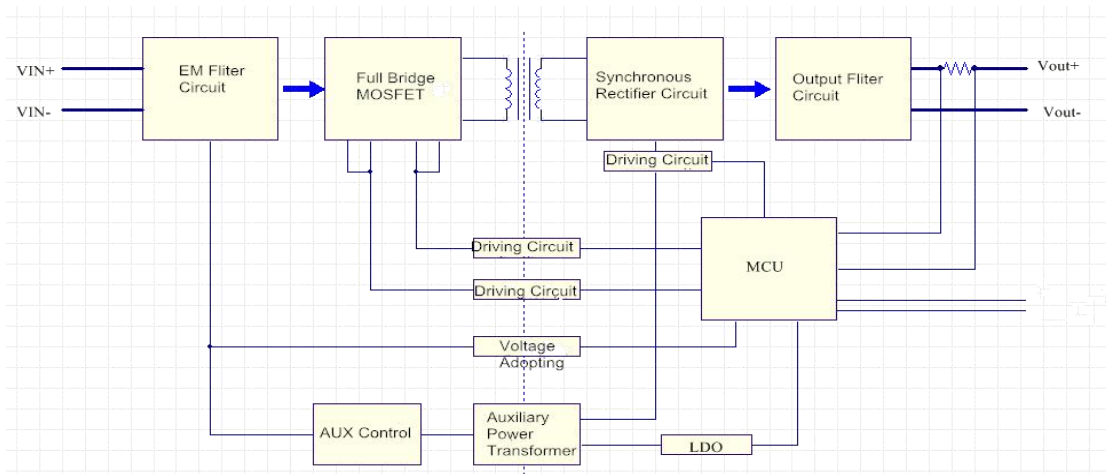 VIN+
VIN-
EM Fliter
Circuit
Full Bridge
MOSFET
Synchronous
Rectifier Circuit
Output Fliter
Circuit
Vout+
Vout-
Driving Circuit
Driving Circuit
MCU
Driving Circuit
Voltage
Adopting
AUX Control
Auxiliary
Power
Transformer
LDO